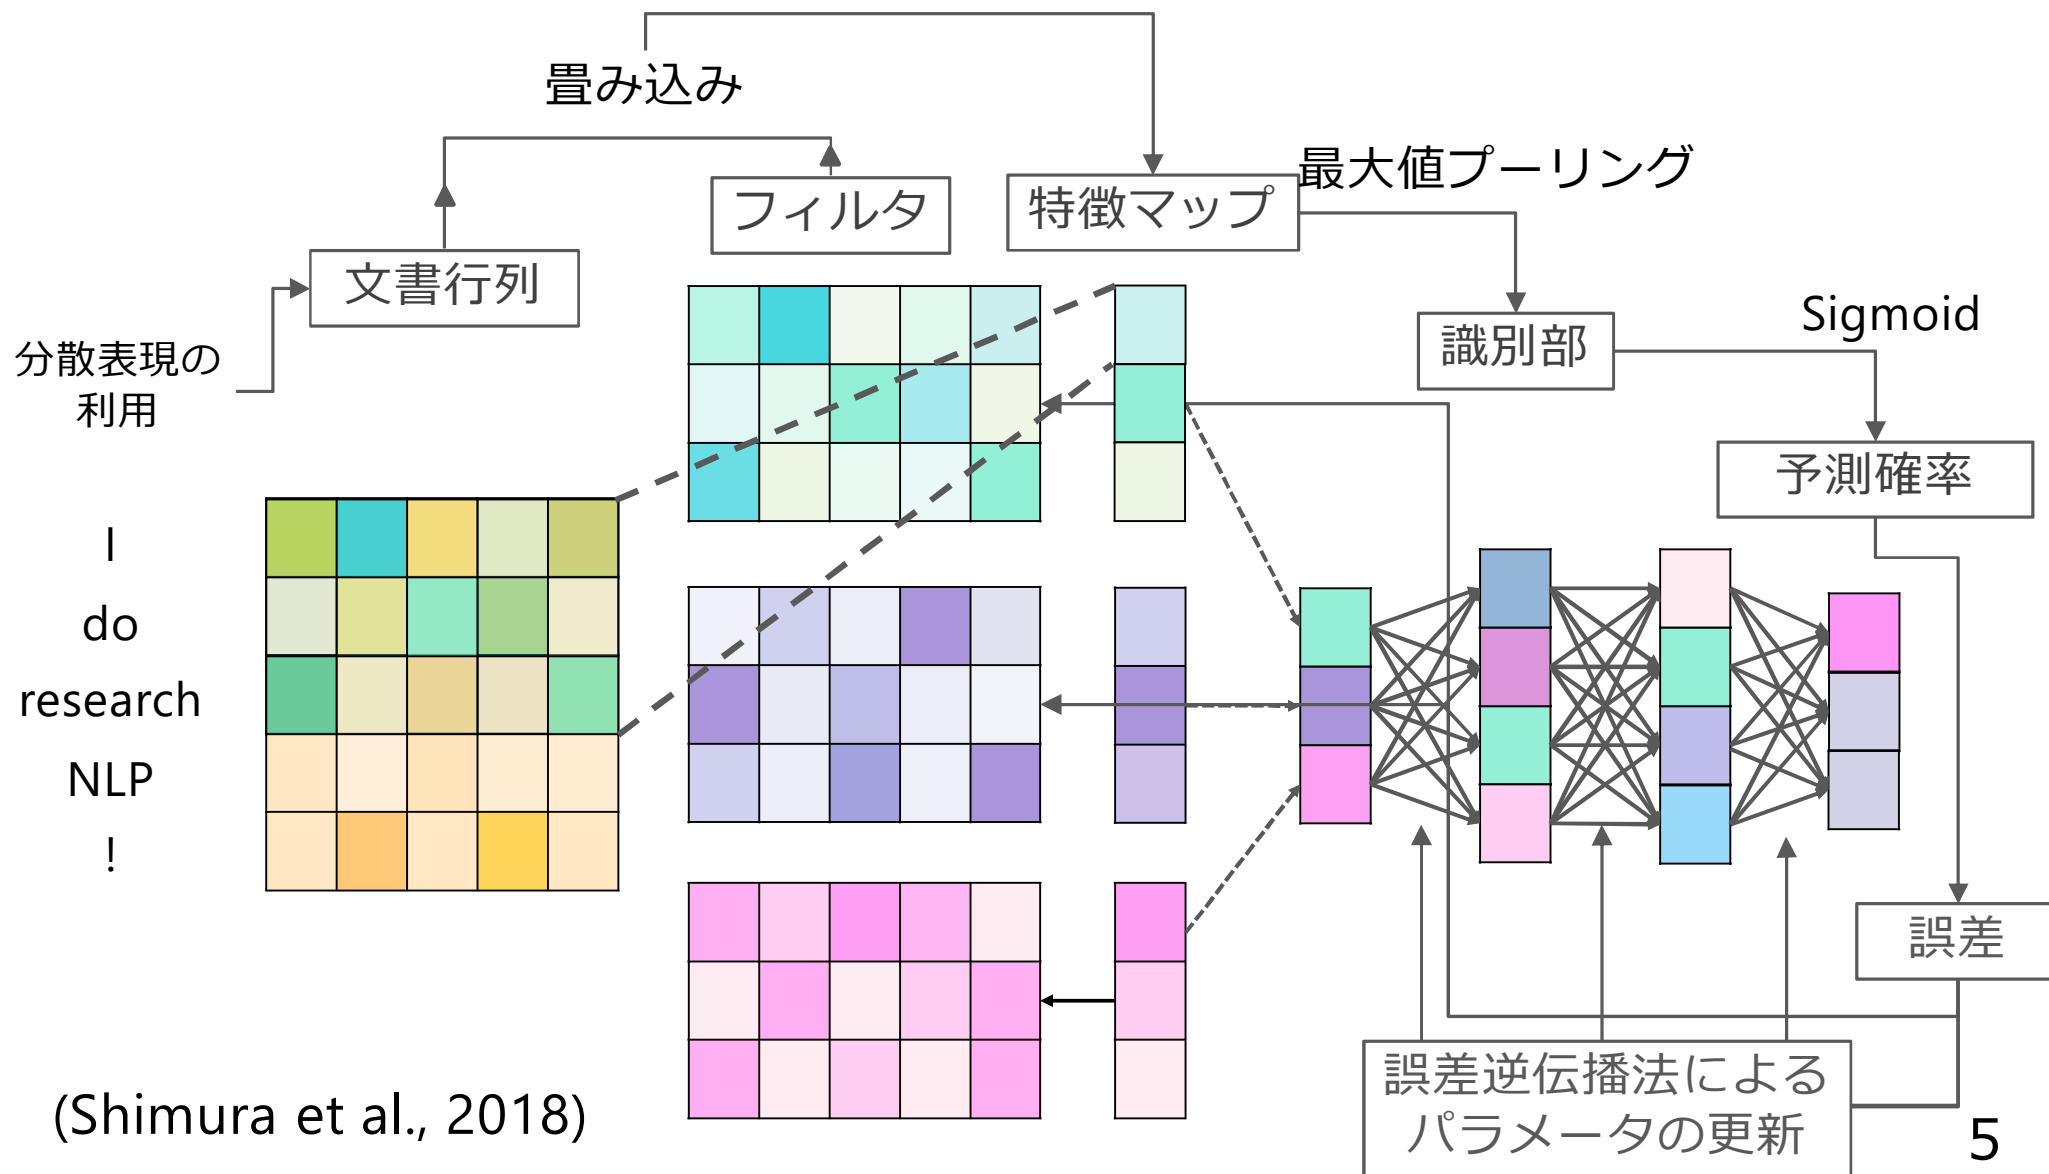 畳み込み
最大値プーリング
フィルタ
特徴マップ
文書行列
Sigmoid
識別部
分散表現の
利用
予測確率
I
do
research
NLP
!
誤差
誤差逆伝播法による
パラメータの更新
(Shimura et al., 2018)
5